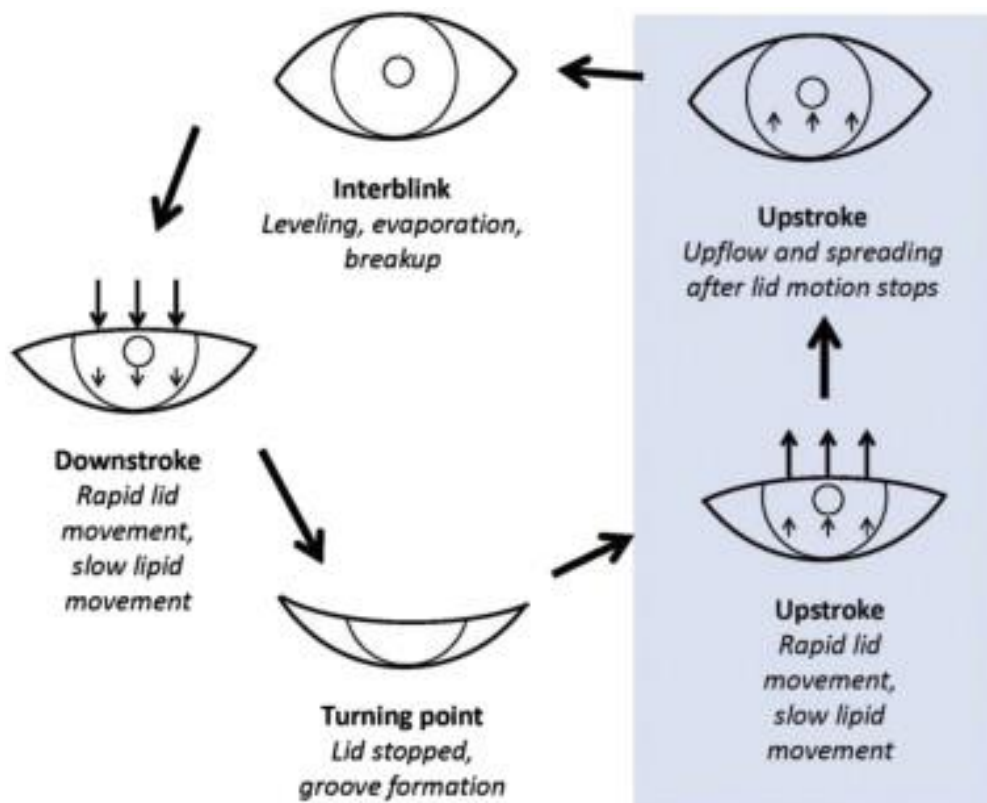 Interblink
Leveling, evaporation,
breakup
Upstroke
Upflow and spreading
after lid motion stops
Downstroke
Rapid lid
movement,
slow lipid
movement
Turning point
Lid stopped,
groove formation
Upstroke
Rapid lid
movement,
slow lipid
movement